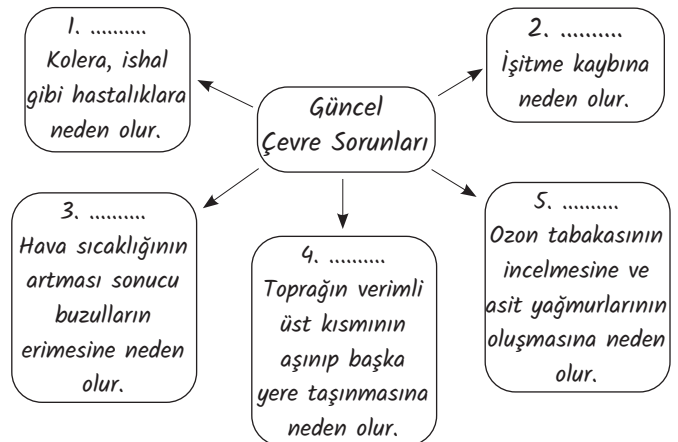 1. ..........
Kolera, ishal
gibi hastalıklara
neden olur.
2. ..........
İşitme kaybına
neden olur.
Güncel
Çevre Sorunları
3. ..........
Hava sıcaklığının
artması sonucu
buzulların
erimesine neden
olur.
4. ..........
Toprağın verimli
üst kısmının
aşınıp başka
yere taşınmasına
neden olur.
5. ..........
Ozon tabakasının
incelmesine ve
asit yağmurlarının
oluşmasına neden
olur.